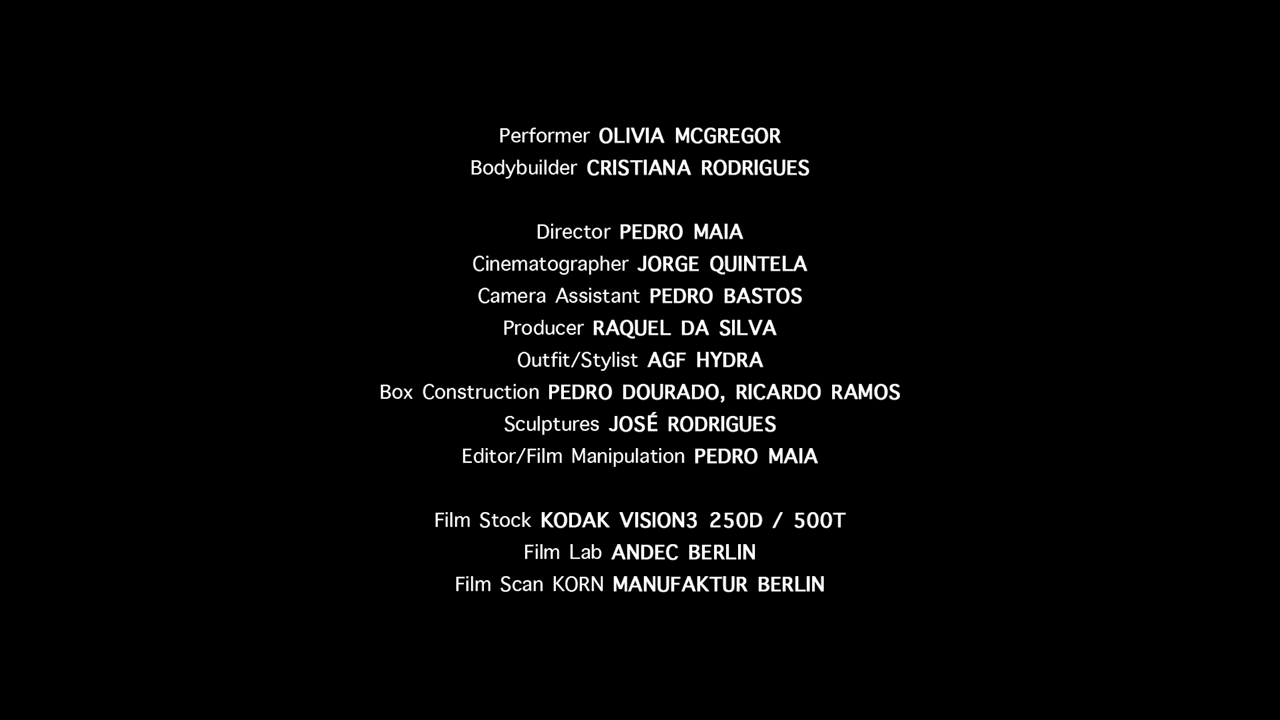 Performer OLIVIA MCGREGOR
Bodybuilder CRISTIANA RODRIGUES
Director PEDRO MAIA
Cinematographer JORGE QUINTELA
Camera Assistant PEDRO BASTOS
Producer RAQUEL DA SILVA
Outfit/Stylist AGF HYDRA
Box Construction PEDRO DOURADO, RICARDO RAMOS
Sculptures JOSÉ RODRIGUES
Editor/Film Manipulation PEDRO MAIA
Film Stock KODAK VISION3 250D / 500T
Film Lab ANDEC BERLIN
Film Scan KORN MANUFAKTUR BERLIN